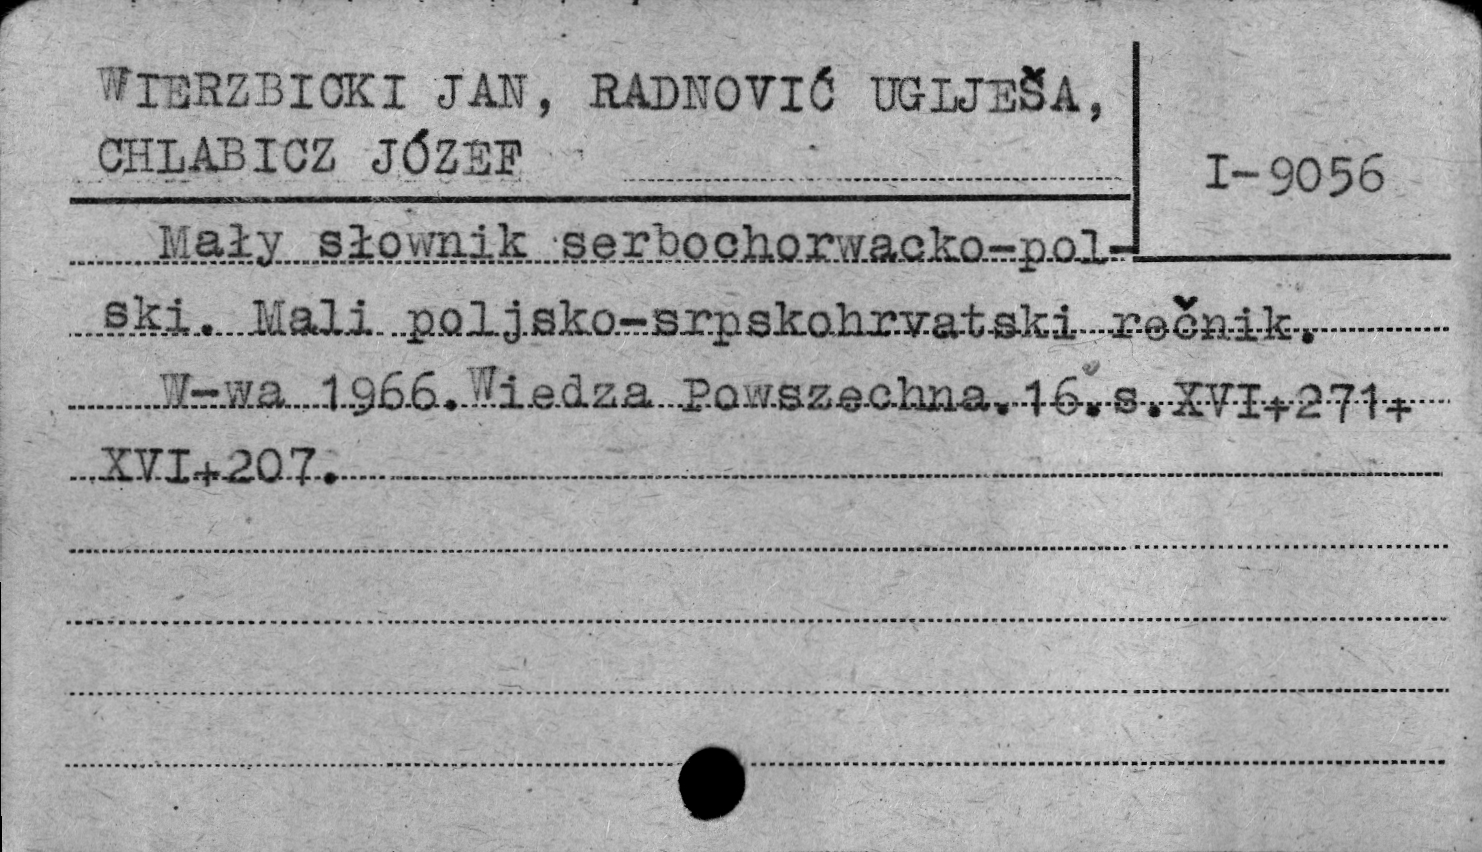 WIERZBICKI JAN, RADNOVIĆ UGLJEŠA,
CHLABICZ JÓZEF
I-9056
Mały słownik serbochorwacko-pol-
ski. Mali poljsko-srpskohrvatski rečnik.
W-wa 1966.Wiedza Powszechna.16°.s.XVI+271+
XVI+207.